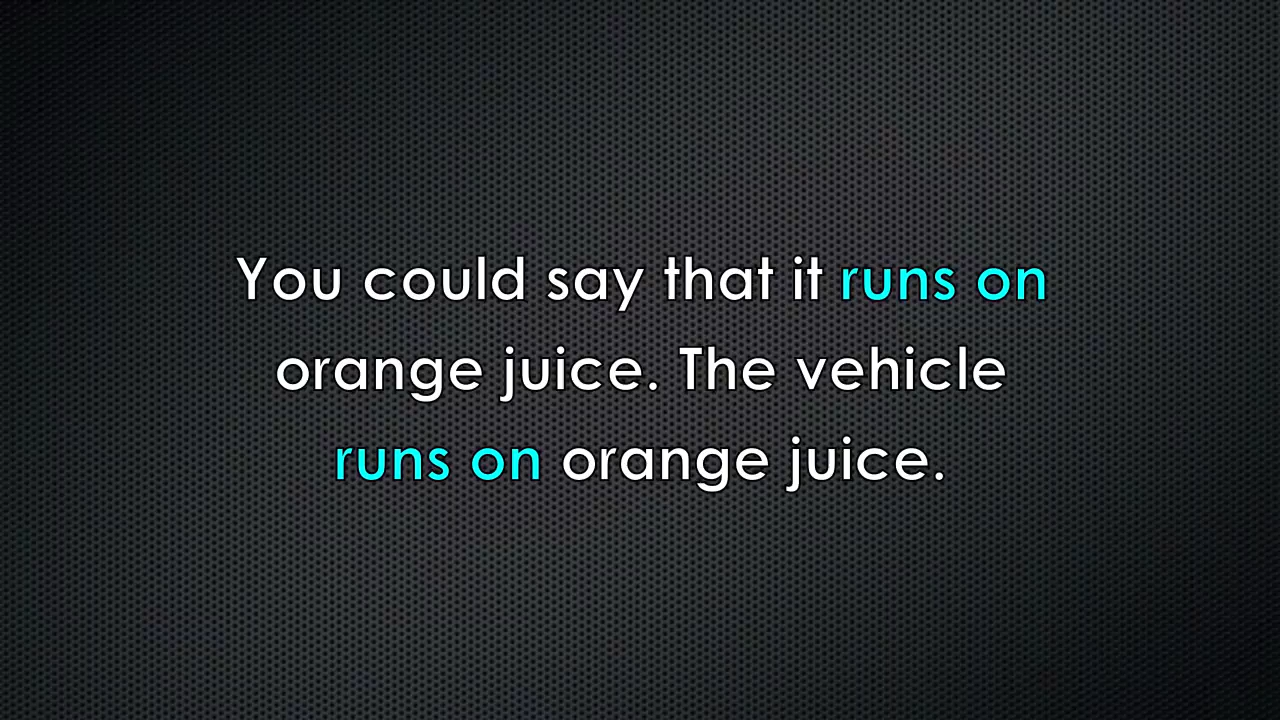 You could say that it runs on
orange juice. The vehicle
runs on orange juice.